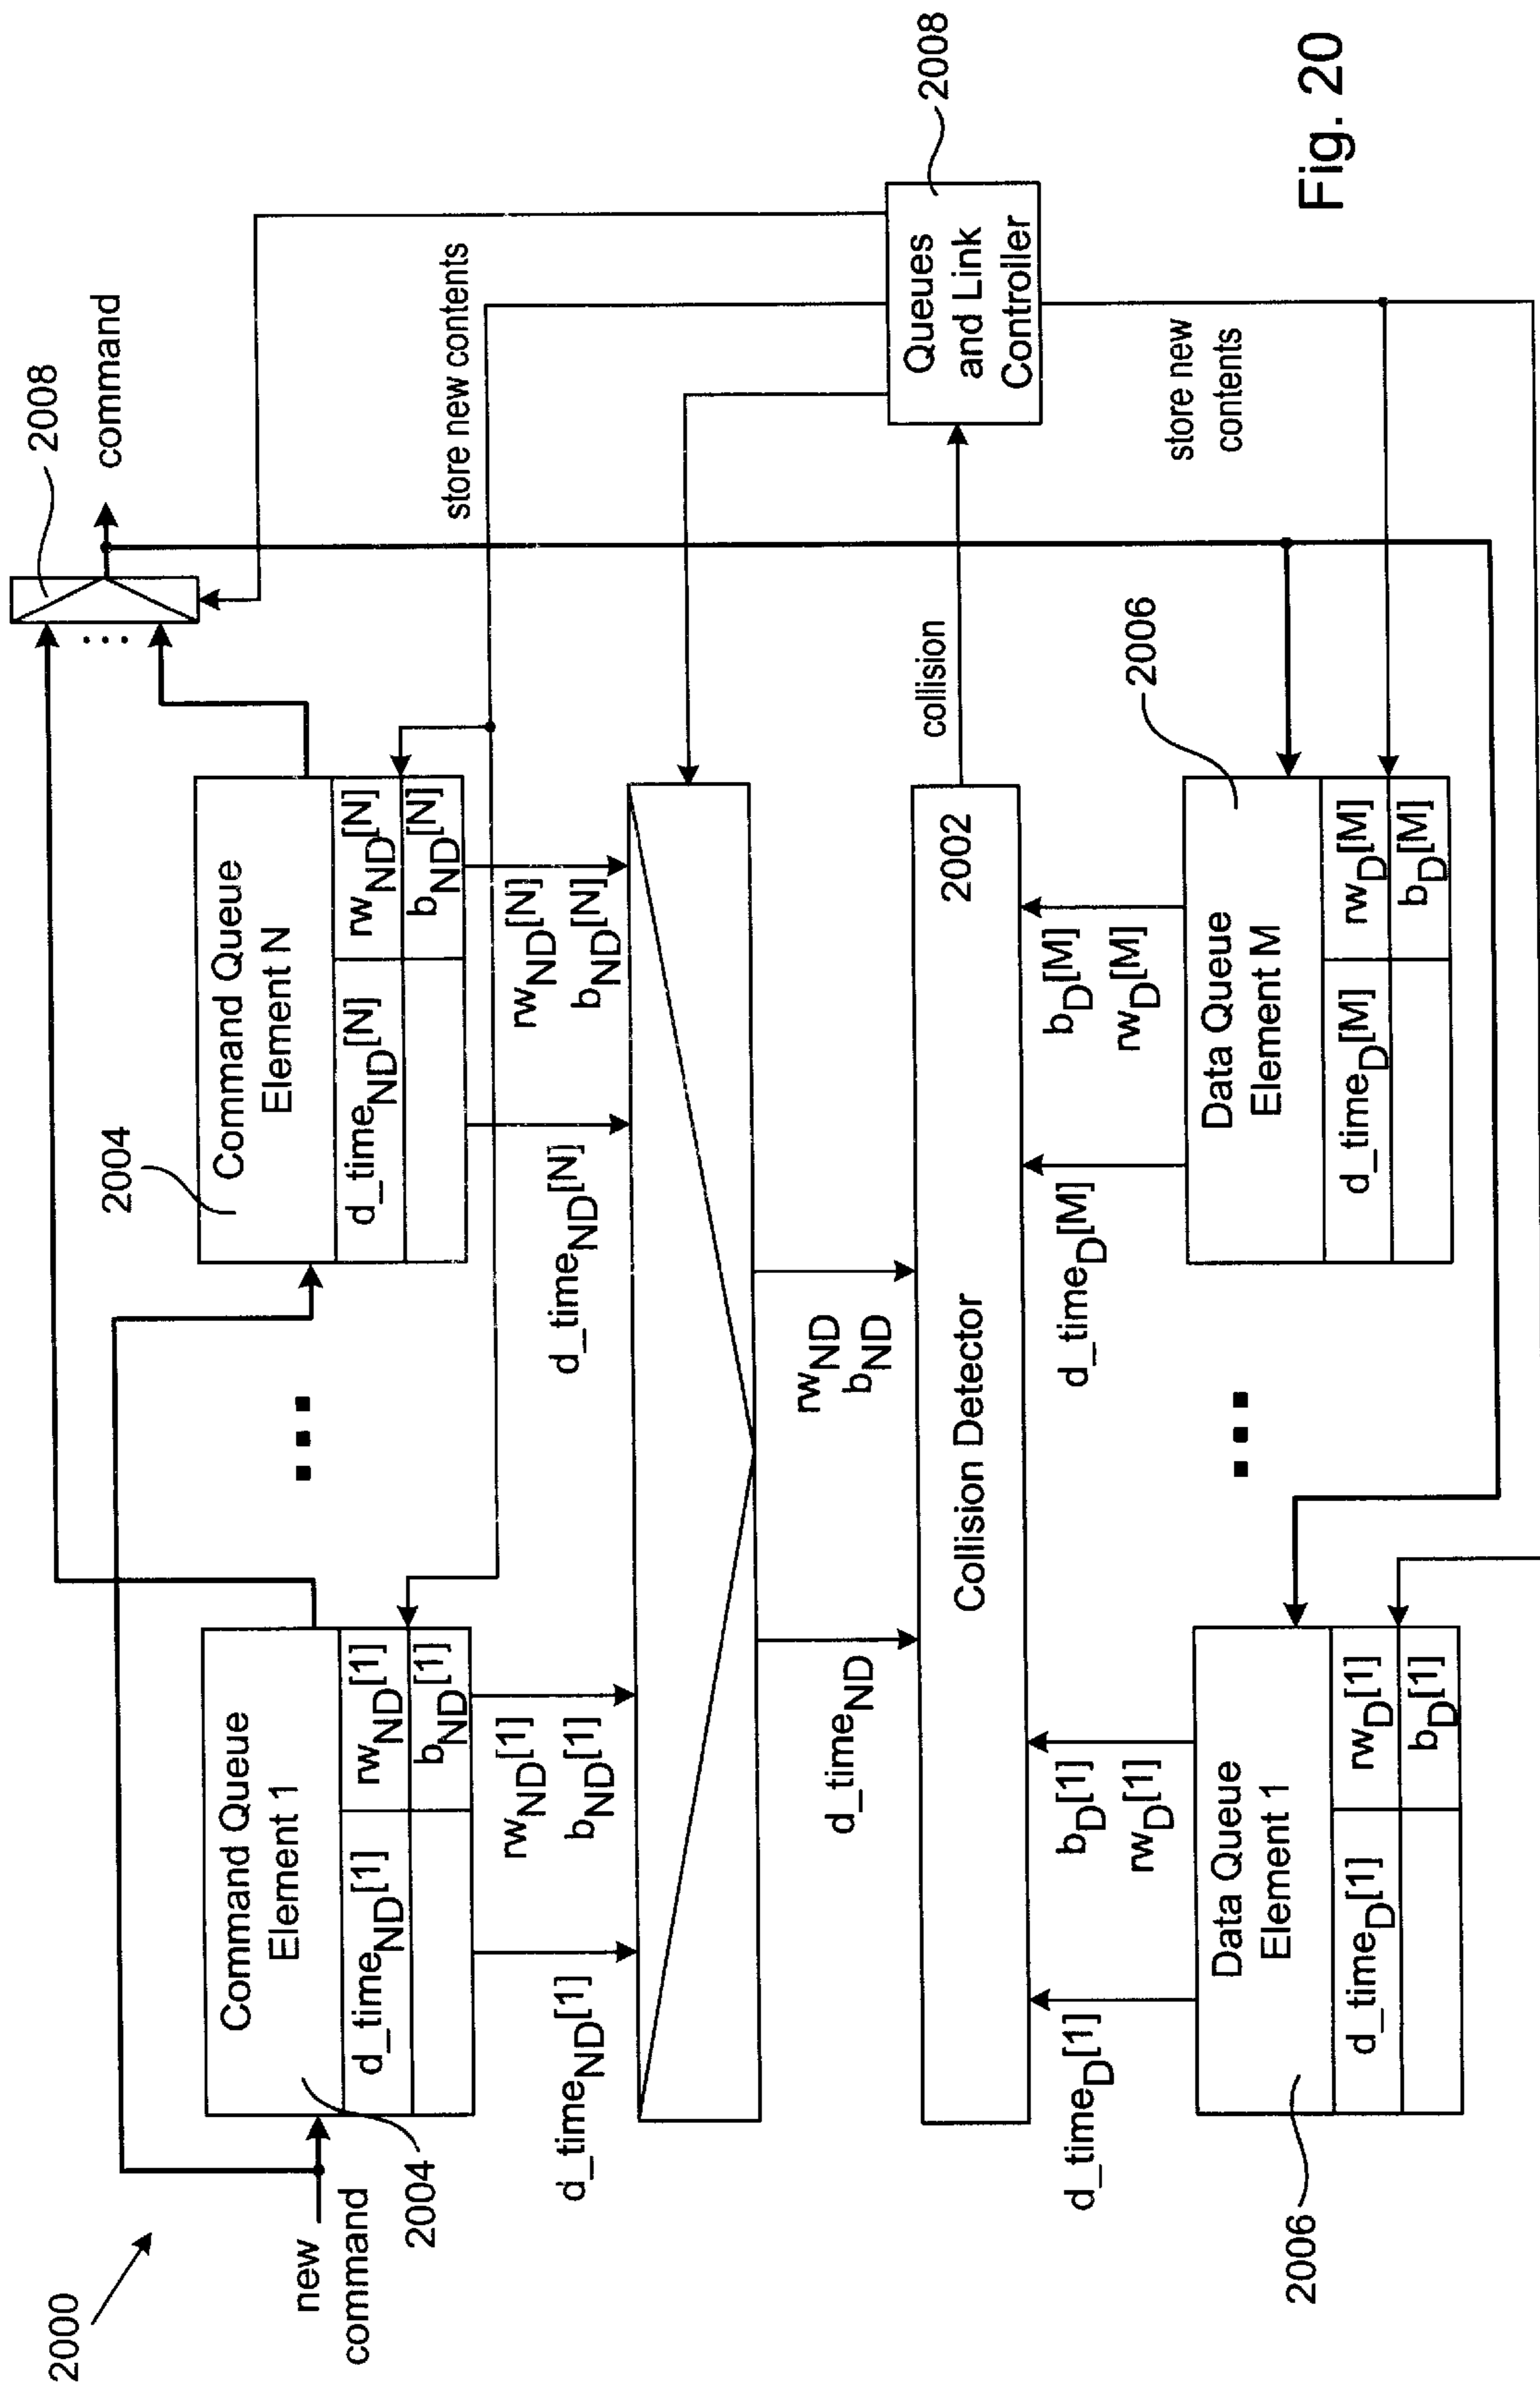 2000
new
command
2004
Command Queue
Element 1
d_timeND[1]
rwND[1]
bND[1]
2004
Command Queue
Element N
d_timeND[N]
rwND[N]
bND[N]
...
2008
command
store new contents
d_timeND[1]
rwND[1]
bND[1]
d_timeND[N]
rwND[N]
bND[N]
d_timeND
rwND
bND
Collision Detector
2002
collision
Queues
and Link
Controller
2008
store new
contents
d_timeD[1]
bD[1]
rwD[1]
d_timeD[M]
bD[M]
rwD[M]
2006
Data Queue
Element 1
d_timeD[1]
rwD[1]
bD[1]
2006
Data Queue
Element M
d_timeD[M]
rwD[M]
bD[M]
Fig. 20